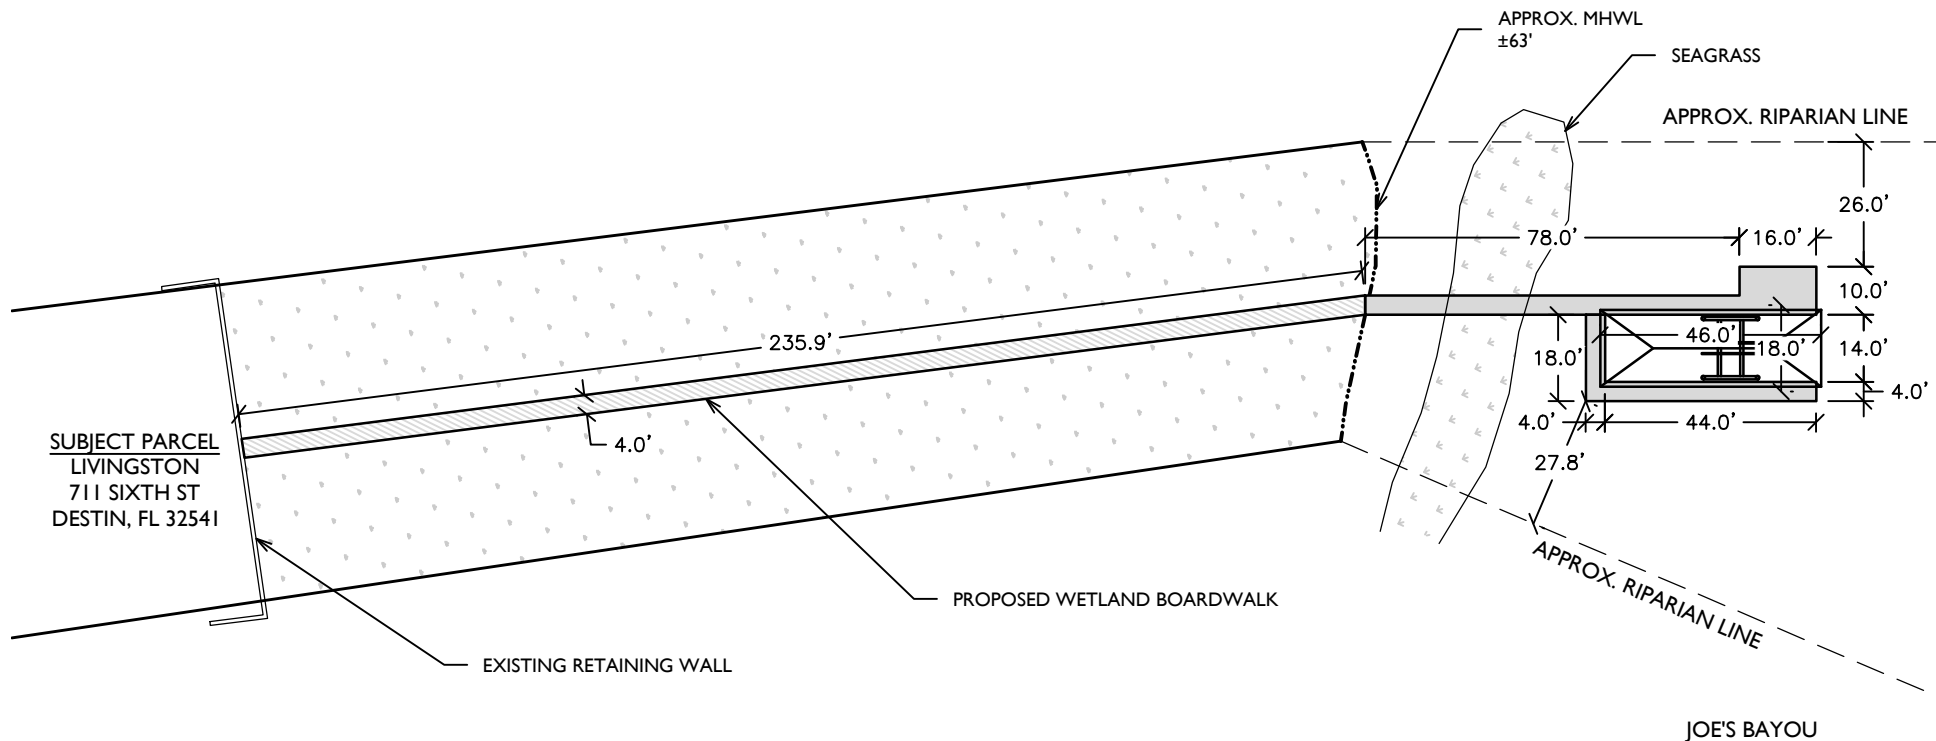 APPROX. MHWL
±63'
SEAGRASS
APPROX. RIPARIAN LINE
26.0'
78.0'
16.0'
10.0'
235.9'
46.0'
18.0'
18.0'
14.0'
4.0'
4.0'
44.0'
4.0'
27.8'
SUBJECT PARCEL
LIVINGSTON
711 SIXTH ST
DESTIN, FL 32541
APPROX. RIPARIAN LINE
PROPOSED WETLAND BOARDWALK
EXISTING RETAINING WALL
JOE'S BAYOU